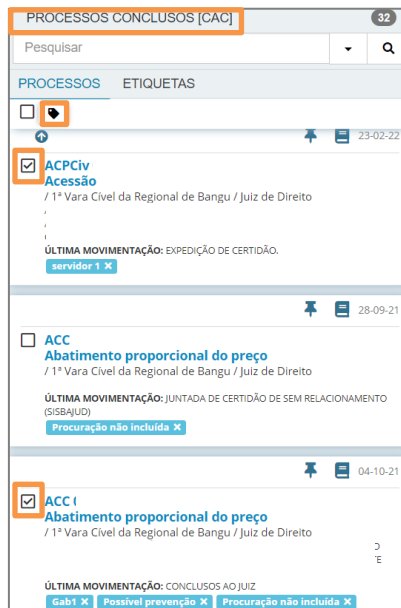 PROCESSOS CONCLUSOS [CAC] 32
Pesquisar
PROCESSOS ETIQUETAS
23-02-22
ACPCiv
Acessão
/ 1ª Vara Cível da Regional de Bangu / Juiz de Direito
ÚLTIMA MOVIMENTAÇÃO: EXPEDIÇÃO DE CERTIDÃO.
servidor 1 ×
28-09-21
ACC
Abatimento proporcional do preço
/ 1ª Vara Cível da Regional de Bangu / Juiz de Direito
ÚLTIMA MOVIMENTAÇÃO: JUNTADA DE CERTIDÃO DE SEM RELACIONAMENTO
(SISBAJUD)
Procuração não incluída ×
04-10-21
ACC (
Abatimento proporcional do preço
/ 1ª Vara Cível da Regional de Bangu / Juiz de Direito
ÚLTIMA MOVIMENTAÇÃO: CONCLUSOS AO JUIZ
Gab1 × Possível prevenção × Procuração não incluída ×